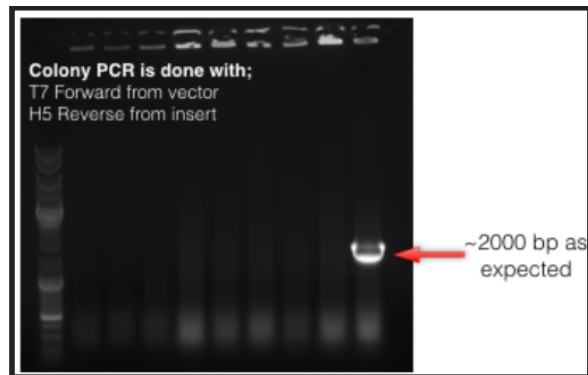 Colony PCR is done with;
T7 Forward from vector
H5 Reverse from insert
~2000 bp as
expected